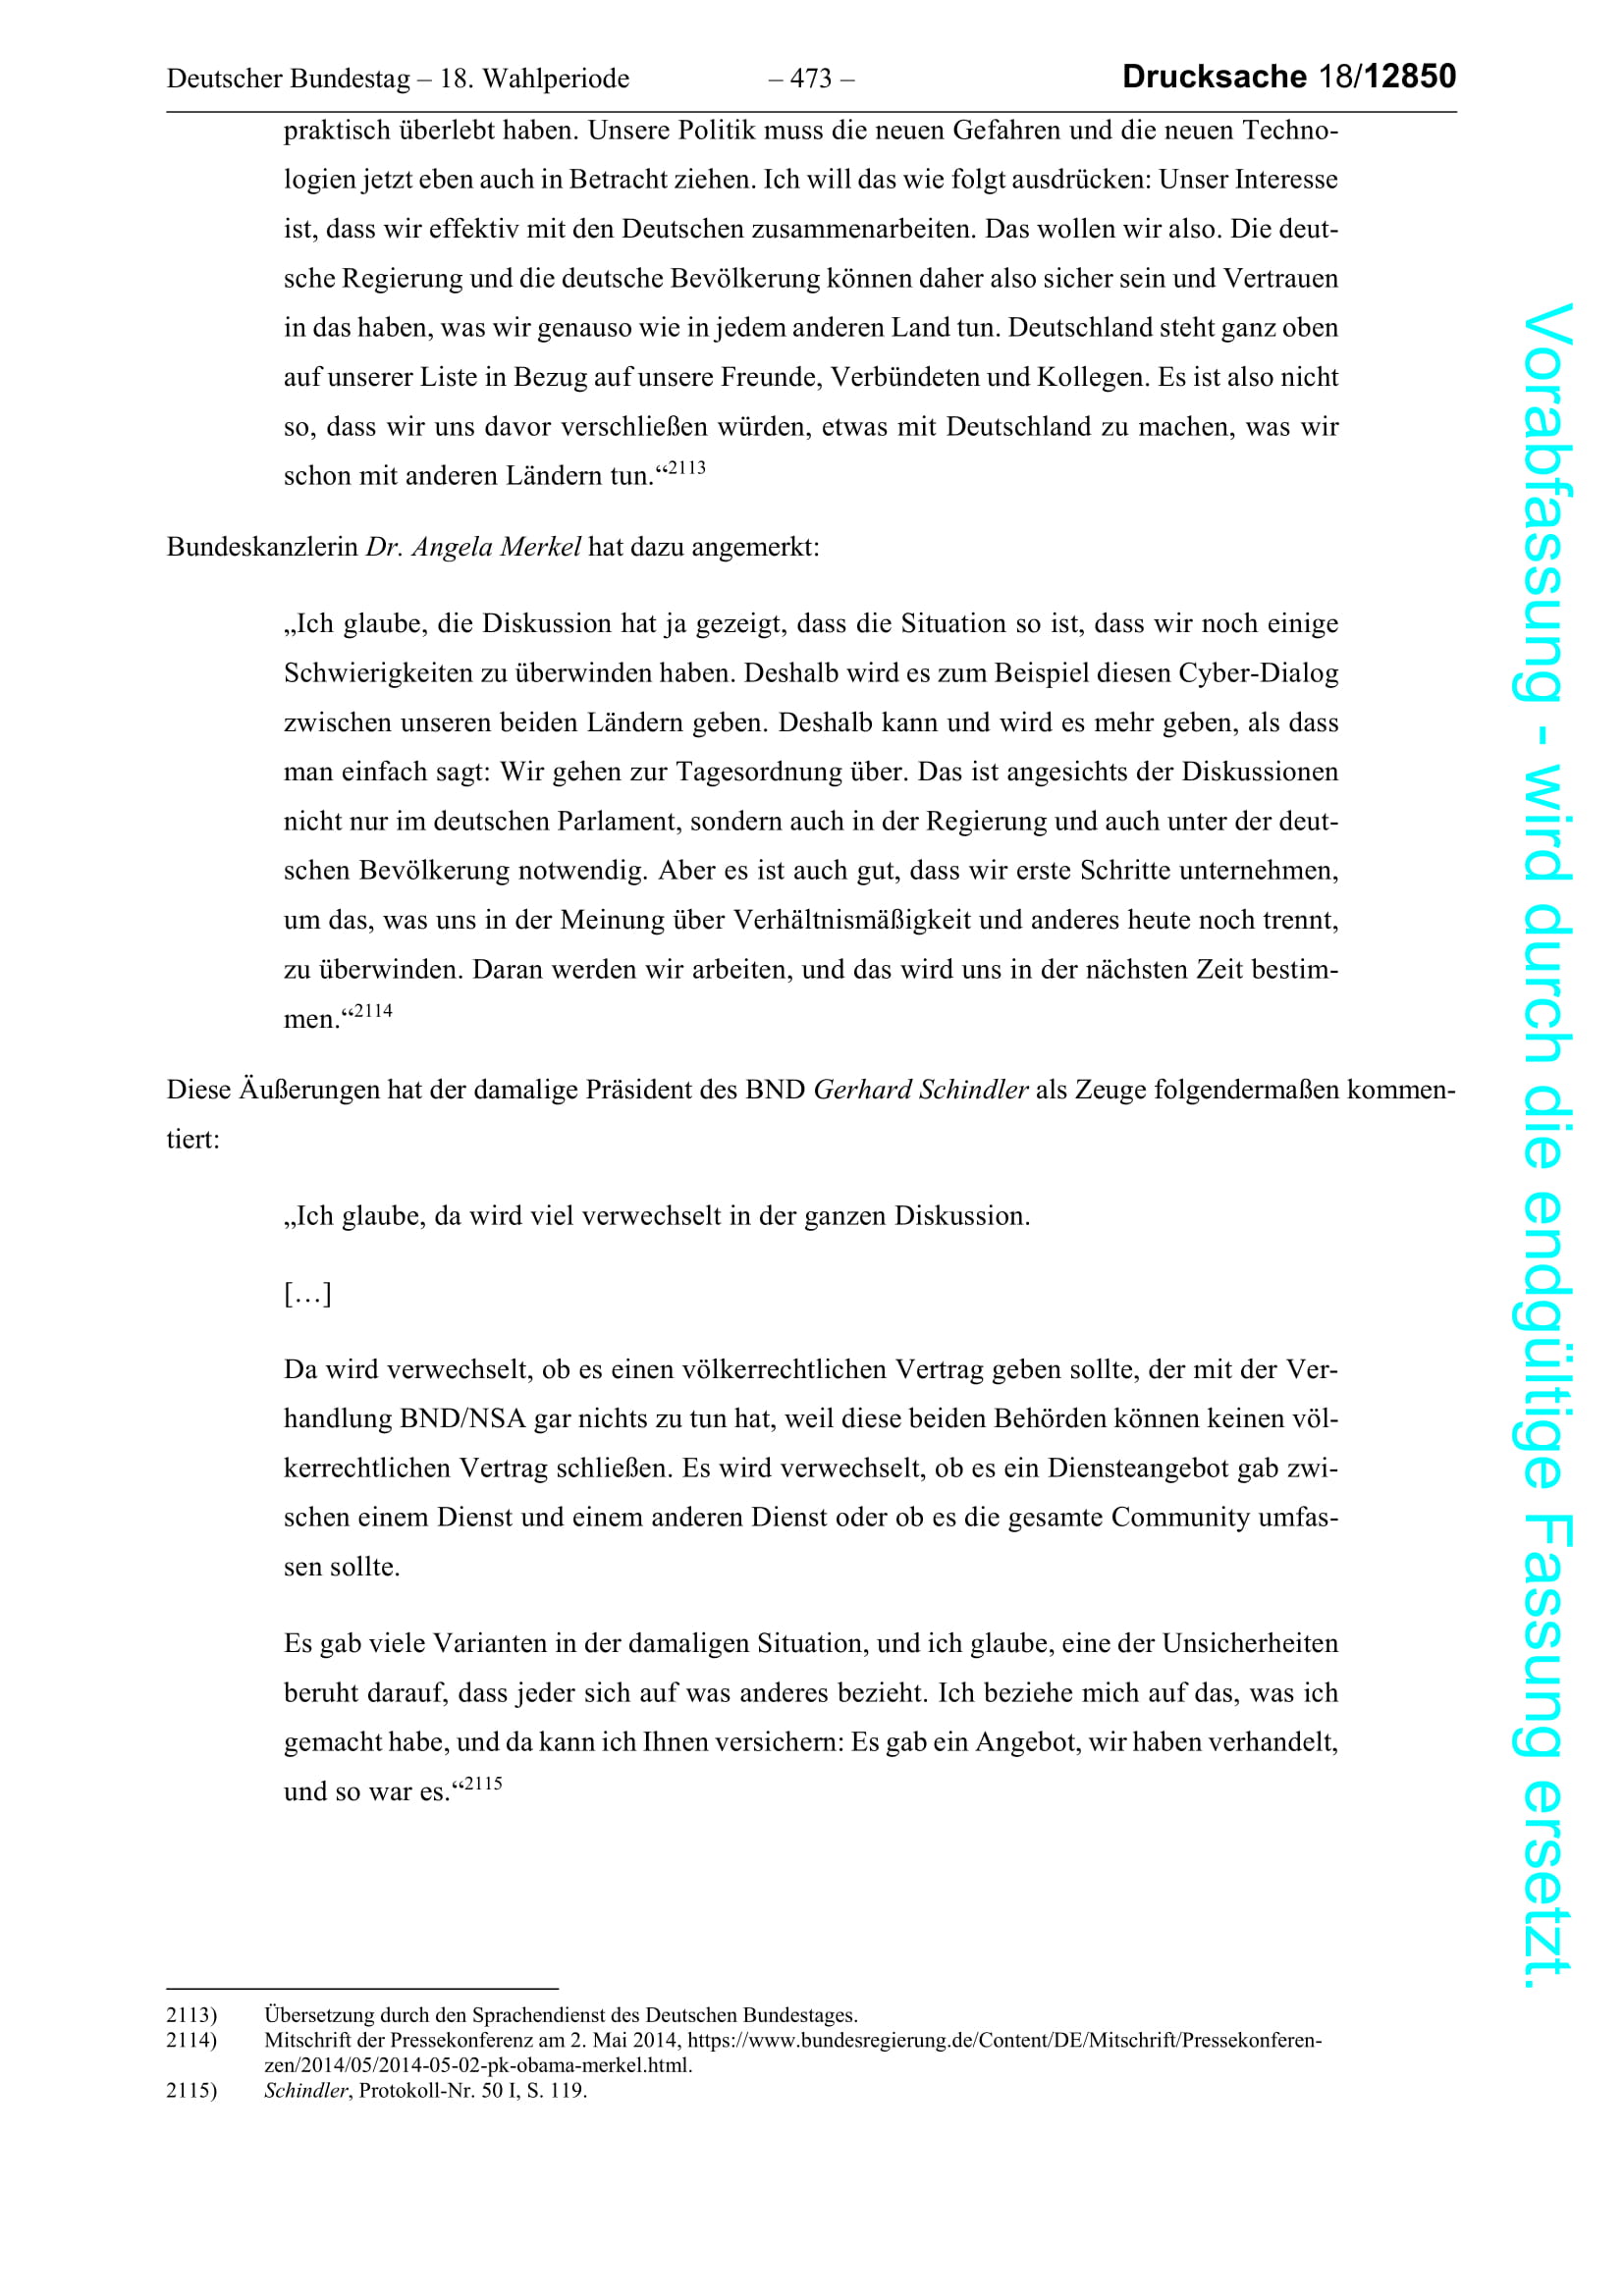 Deutscher Bundestag – 18. Wahlperiode – 473 – Drucksache 18/12850
praktisch überlebt haben. Unsere Politik muss die neuen Gefahren und die neuen Techno-
logien jetzt eben auch in Betracht ziehen. Ich will das wie folgt ausdrücken: Unser Interesse
ist, dass wir effektiv mit den Deutschen zusammenarbeiten. Das wollen wir also. Die deut-
sche Regierung und die deutsche Bevölkerung können daher also sicher sein und Vertrauen
in das haben, was wir genauso wie in jedem anderen Land tun. Deutschland steht ganz oben
auf unserer Liste in Bezug auf unsere Freunde, Verbündeten und Kollegen. Es ist also nicht
so, dass wir uns davor verschließen würden, etwas mit Deutschland zu machen, was wir
schon mit anderen Ländern tun.“2113
Bundeskanzlerin Dr. Angela Merkel hat dazu angemerkt:
„Ich glaube, die Diskussion hat ja gezeigt, dass die Situation so ist, dass wir noch einige
Schwierigkeiten zu überwinden haben. Deshalb wird es zum Beispiel diesen Cyber-Dialog
zwischen unseren beiden Ländern geben. Deshalb kann und wird es mehr geben, als dass
man einfach sagt: Wir gehen zur Tagesordnung über. Das ist angesichts der Diskussionen
nicht nur im deutschen Parlament, sondern auch in der Regierung und auch unter der deut-
schen Bevölkerung notwendig. Aber es ist auch gut, dass wir erste Schritte unternehmen,
um das, was uns in der Meinung über Verhältnismäßigkeit und anderes heute noch trennt,
zu überwinden. Daran werden wir arbeiten, und das wird uns in der nächsten Zeit bestim-
men.“2114
Diese Äußerungen hat der damalige Präsident des BND Gerhard Schindler als Zeuge folgendermaßen kommen-
tiert:
„Ich glaube, da wird viel verwechselt in der ganzen Diskussion.
[…]
Da wird verwechselt, ob es einen völkerrechtlichen Vertrag geben sollte, der mit der Ver-
handlung BND/NSA gar nichts zu tun hat, weil diese beiden Behörden können keinen völ-
kerrechtlichen Vertrag schließen. Es wird verwechselt, ob es ein Diensteangebot gab zwi-
schen einem Dienst und einem anderen Dienst oder ob es die gesamte Community umfas-
sen sollte.
Es gab viele Varianten in der damaligen Situation, und ich glaube, eine der Unsicherheiten
beruht darauf, dass jeder sich auf was anderes bezieht. Ich beziehe mich auf das, was ich
gemacht habe, und da kann ich Ihnen versichern: Es gab ein Angebot, wir haben verhandelt,
und so war es.“2115
2113) Übersetzung durch den Sprachendienst des Deutschen Bundestages.
2114) Mitschrift der Pressekonferenz am 2. Mai 2014, https://www.bundesregierung.de/Content/DE/Mitschrift/Pressekonferen-
zen/2014/05/2014-05-02-pk-obama-merkel.html.
2115) Schindler, Protokoll-Nr. 50 I, S. 119.
Vorabfassung - wird durch die endgültige Fassung ersetzt.